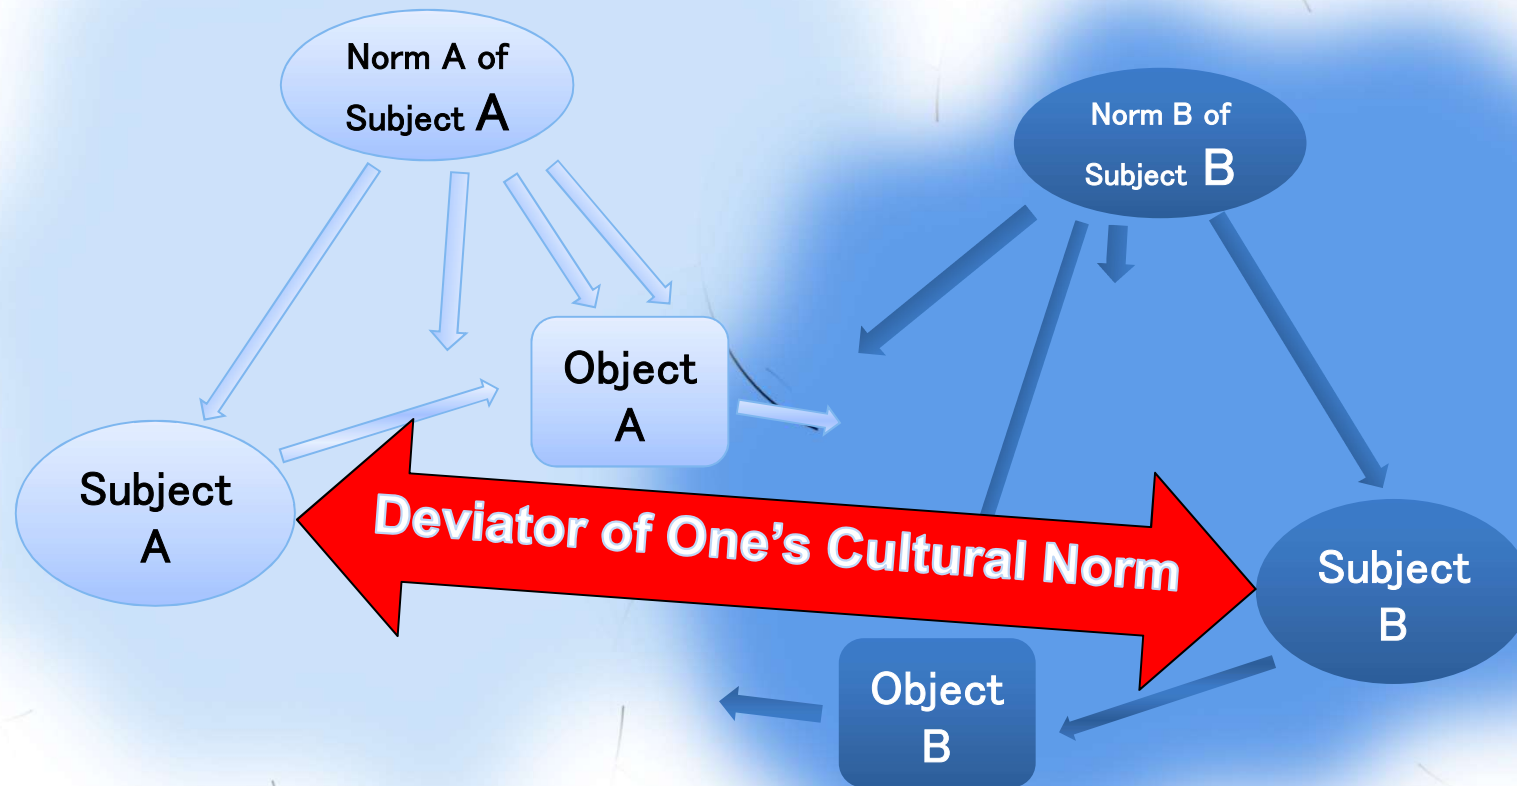 Norm A of
Subject A
Norm B of
Subject B
Object
A
Subject
A
Deviator of One’s Cultural Norm
Subject
B
Object
B